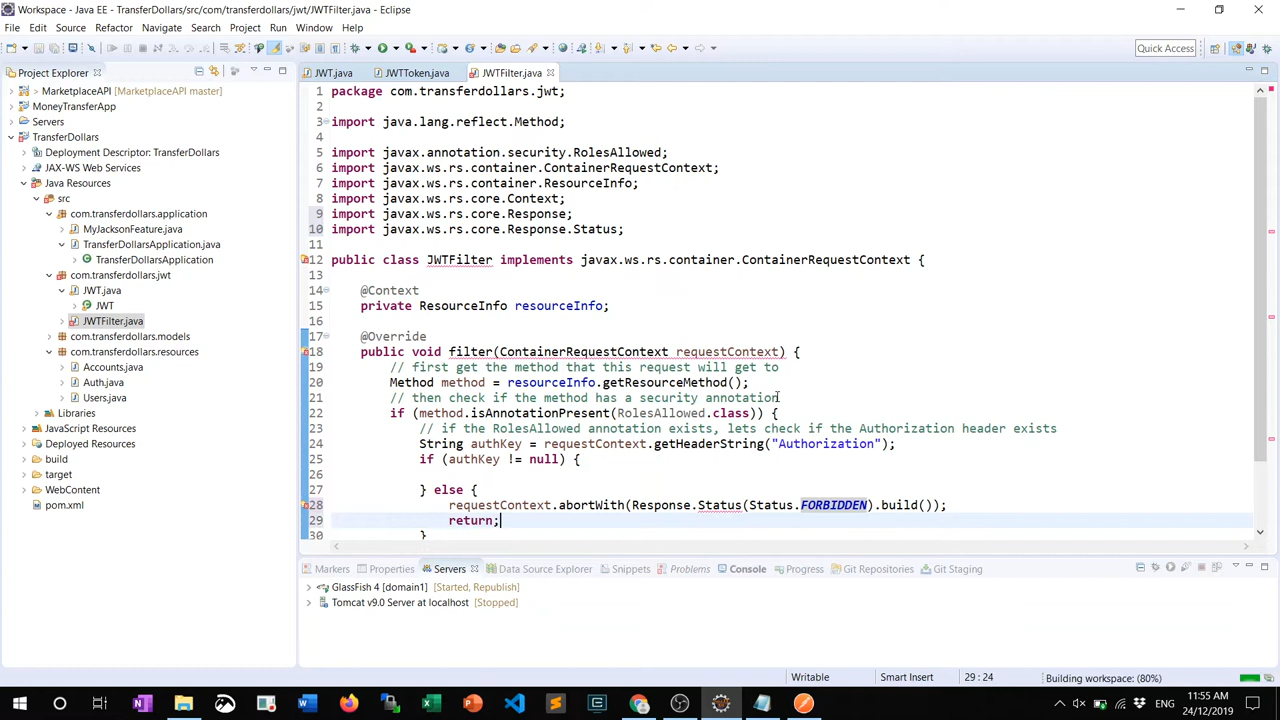 Workspace - Java EE - TransferDollars/src/com/transferdollars/jwt/JWTFilter.java - Eclipse
File Edit Source Refactor Navigate Search Project Run Window Help
Quick Access
Project Explorer
MarketplaceAPI [MarketplaceAPI master]
MoneyTransferApp
Servers
TransferDollars
Deployment Descriptor: TransferDollars
JAX-WS Web Services
Java Resources
src
com.transferdollars.application
MyJacksonFeature.java
TransferDollarsApplication.java
TransferDollarsApplication
com.transferdollars.jwt
JWT.java
JWT
JWTFilter.java
com.transferdollars.models
com.transferdollars.resources
Accounts.java
Auth.java
Users.java
Libraries
JavaScript Resources
Deployed Resources
build
target
WebContent
pom.xml
JWT.java JWTToken.java JWTFilter.java
1 package com.transferdollars.jwt;
2
3 import java.lang.reflect.Method;
4
5 import javax.annotation.security.RolesAllowed;
6 import javax.ws.rs.container.ContainerRequestContext;
7 import javax.ws.rs.container.ResourceInfo;
8 import javax.ws.rs.core.Context;
9 import javax.ws.rs.core.Response;
10 import javax.ws.rs.core.Response.Status;
11
12 public class JWTFilter implements javax.ws.rs.container.ContainerRequestContext {
13
14 @Context
15 private ResourceInfo resourceInfo;
16
17 @Override
18 public void filter(ContainerRequestContext requestContext) {
19 // first get the method that this request will get to
20 Method method = resourceInfo.getResourceMethod();
21 // then check if the method has a security annotation
22 if (method.isAnnotationPresent(RolesAllowed.class)) {
23 // if the RolesAllowed annotation exists, lets check if the Authorization header exists
24 String authKey = requestContext.getHeaderString("Authorization");
25 if (authKey != null) {
26
27 } else {
28 requestContext.abortWith(Response.Status(Status.FORBIDDEN).build());
29 return;
30 }
Markers Properties Servers Data Source Explorer Snippets Problems Console Progress Git Repositories Git Staging
GlassFish 4 [domain1] [Started, Republish]
Tomcat v9.0 Server at localhost [Stopped]
Writable Smart Insert 29 : 24 Building workspace: (80%)
ENG
11:55 AM
24/12/2019